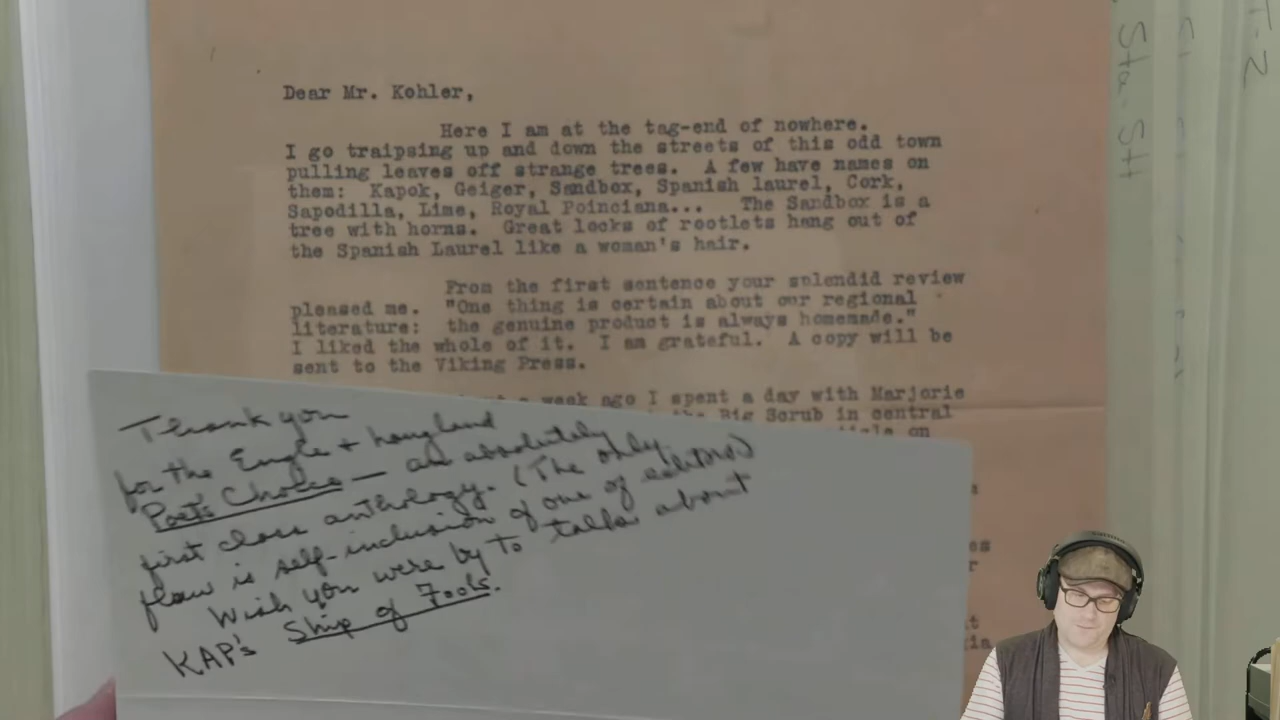 Dear Mr. Kohler,
Here I am at the tag-end of nowhere.
I go traipsing up and down the streets of this odd town
pulling leaves off strange trees. A few have names on
them: Kapok, Geiger, Sandbox, Spanish laurel, Cork,
Sapodilla, Lime, Royal Poinciana... The Sandbox is a
tree with horns. Great locks of rootlets hang out of
the Spanish Laurel like a woman's hair.
From the first sentence your splendid review
pleased me. "One thing is certain about our regional
literature: the genuine product is always homemade."
I liked the whole of it. I am grateful. A copy will be
sent to the Viking Press.
a week ago I spent a day with Marjorie
the Big Scrub in central
on
Thank you
for the Engle + Langland
Poet's Choice — an absolutely
first class anthology. (The only
flaw is self-inclusion of one of editors)
Wish you were by to talk about
KAP's Ship of Fools.
Sta. St
T-2